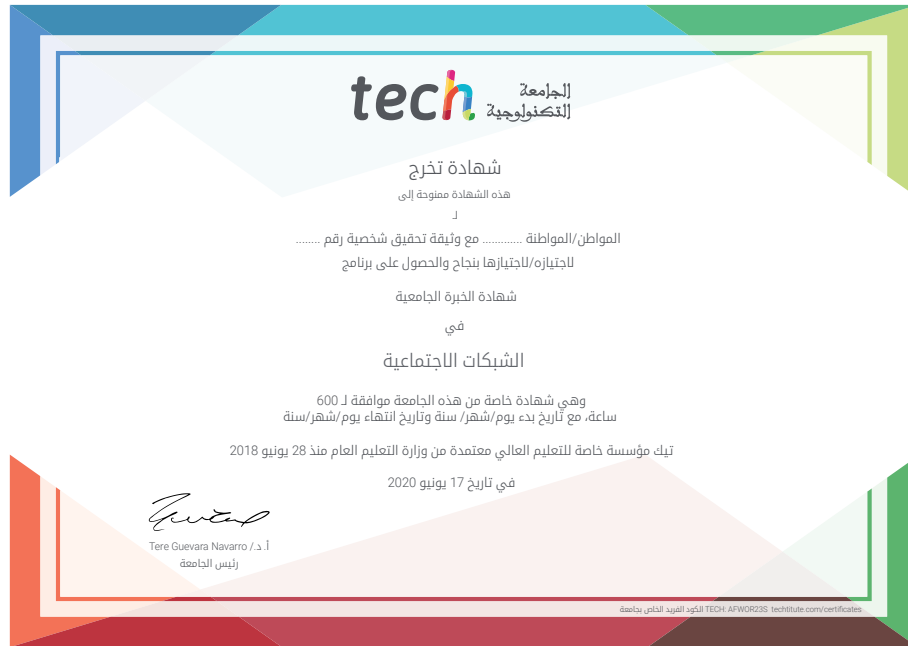 tech الجامعة
التكنولوجية
شهادة تخرج
هذه الشهادة ممنوحة إلى
لـ
المواطن/المواطنة ............ مع وثيقة تحقيق شخصية رقم ........
لاجتيازه/لاجتيازها بنجاح والحصول على برنامج
شهادة الخبرة الجامعية
في
الشبكات الاجتماعية
وهي شهادة خاصة من هذه الجامعة موافقة لـ 600
ساعة، مع تاريخ بدء يوم/شهر/ سنة وتاريخ انتهاء يوم/شهر/سنة
تيك مؤسسة خاصة للتعليم العالي معتمدة من وزارة التعليم العام منذ 28 يونيو 2018
في تاريخ 17 يونيو 2020
أ. د./ Tere Guevara Navarro
رئيس الجامعة
الكود الفريد الخاص بجامعة TECH: AFWOR23S techtitute.com/certificates